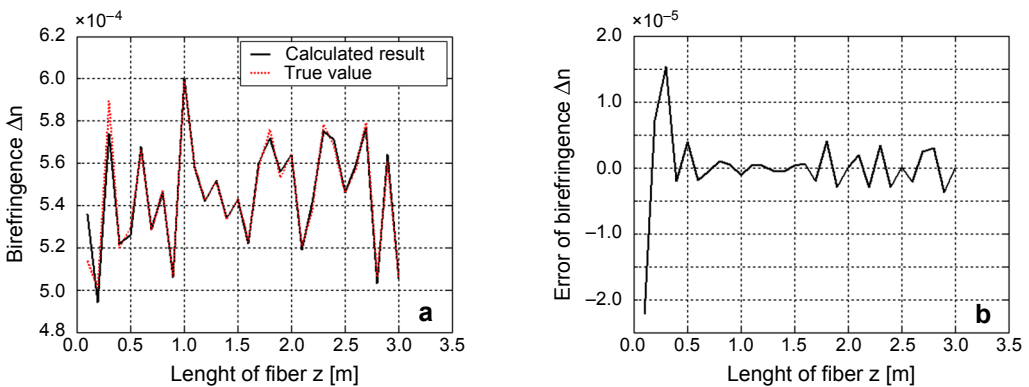 ×10–4
6.2
6.0
5.8
5.6
5.4
5.2
5.0
4.8
Birefringence Δn
Calculated result
True value
a
0.0 0.5 1.0 1.5 2.0 2.5 3.0 3.5
Lenght of fiber z [m]
×10–5
2.0
1.0
0.0
–1.0
–2.0
Error of birefringence Δn
b
0.0 0.5 1.0 1.5 2.0 2.5 3.0 3.5
Lenght of fiber z [m]